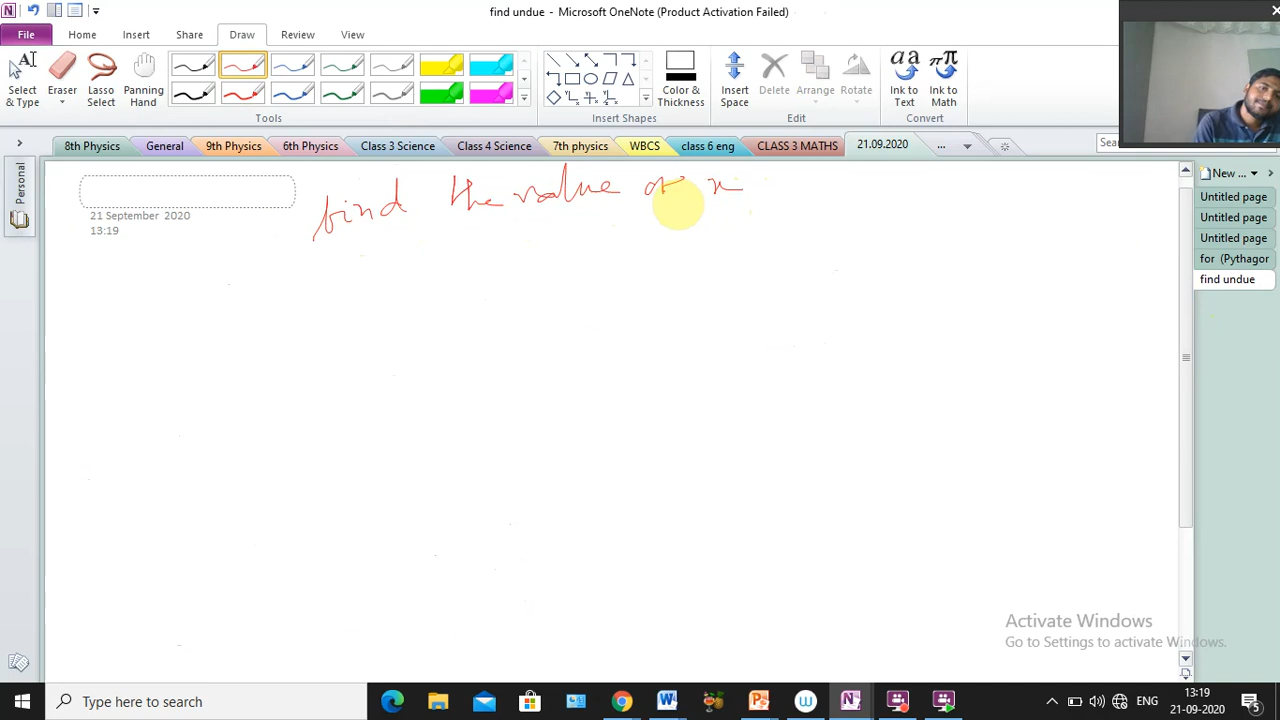 find undue - Microsoft OneNote (Product Activation Failed)
File Home Insert Share Draw Review View
Select & Type
Eraser
Lasso Select
Panning Hand
Color & Thickness
Insert Space
Delete
Arrange
Rotate
Ink to Text
Ink to Math
Tools Insert Shapes Edit Convert
8th Physics General 9th Physics 6th Physics Class 3 Science Class 4 Science 7th physics WBCS class 6 eng CLASS 3 MATHS 21.09.2020 ... Sea
Personal
New ...
Untitled page
Untitled page
Untitled page
for (Pythagor
find undue
find the value of x
21 September 2020
13:19
Activate Windows
Go to Settings to activate Windows.
Type here to search
ENG
13:19
21-09-2020
5